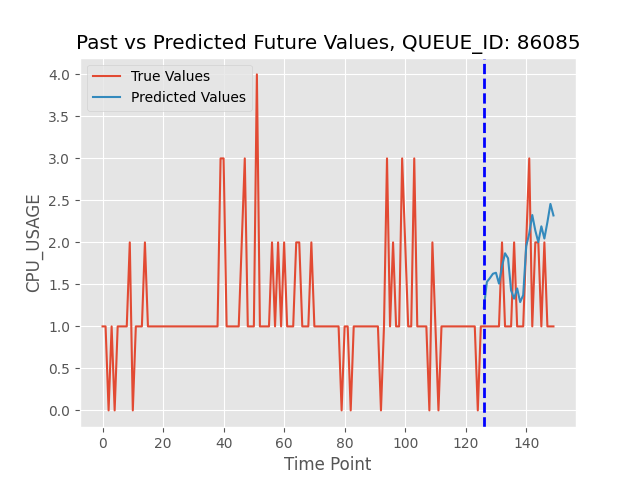 Past vs Predicted Future Values, QUEUE_ID: 86085
True Values
Predicted Values
CPU_USAGE
4.0
3.5
3.0
2.5
2.0
1.5
1.0
0.5
0.0
0 20 40 60 80 100 120 140
Time Point